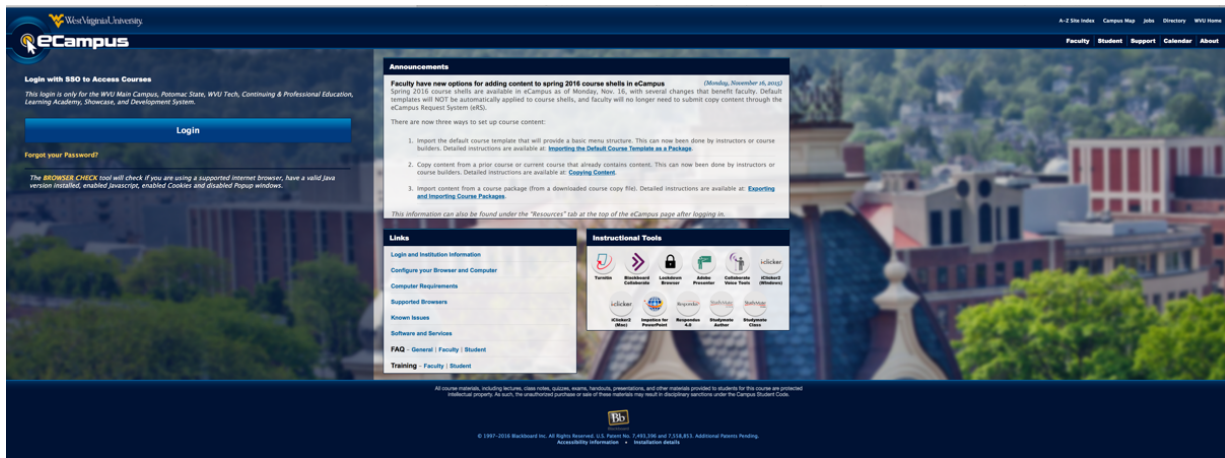 West Virginia University.
A-Z Site Index Campus Map Jobs Directory WVU Home
eCampus
Faculty Student Support Calendar About
Login with SSO to Access Courses
This login is only for the WVU Main Campus, Potomac State, WVU Tech, Continuing & Professional Education,
Learning Academy, Showcase, and Development System.
Login
Forgot your Password?
The BROWSER CHECK tool will check if you are using a supported internet browser, have a valid Java
version installed, enabled Javascript, enabled Cookies and disabled Popup windows.
Announcements
Faculty have new options for adding content to spring 2016 course shells in eCampus (Monday, November 16, 2015)
Spring 2016 course shells are available in eCampus as of Monday, Nov. 16, with several changes that benefit faculty. Default
templates will NOT be automatically applied to course shells, and faculty will no longer need to submit copy content through the
eCampus Request System (eRS).
There are now three ways to set up course content:
1. Import the default course template that will provide a basic menu structure. This can now been done by instructors or course
builders. Detailed instructions are available at: Importing the Default Course Template as a Package.
2. Copy content from a prior course or current course that already contains content. This can now been done by instructors or
course builders. Detailed instructions are available at: Copying Content.
3. Import content from a course package (from a downloaded course copy file). Detailed instructions are available at: Exporting
and Importing Course Packages.
This information can also be found under the "Resources" tab at the top of the eCampus page after logging in.
Links
Login and Institution Information
Configure your Browser and Computer
Computer Requirements
Supported Browsers
Known Issues
Software and Services
FAQ - General | Faculty | Student
Training - Faculty | Student
Instructional Tools
iclicker
Turnitin Blackboard Collaborate Lockdown Browser Adobe Presenter Collaborate Voice Tools iClicker2 (Windows)
iclicker Respondus StudyMate StudyMate
iClicker2 (Mac) Impatica for PowerPoint Respondus 4.0 Studymate Author Studymate Class
All course materials, including lectures, class notes, quizzes, exams, handouts, presentations, and other materials provided to students for this course are protected
intellectual property. As such, the unauthorized purchase or sale of these materials may result in disciplinary sanctions under the Campus Student Code.
Bb
Blackboard
© 1997-2016 Blackboard Inc. All Rights Reserved. U.S. Patent No. 7,493,396 and 7,558,853. Additional Patents Pending.
Accessibility information • Installation details